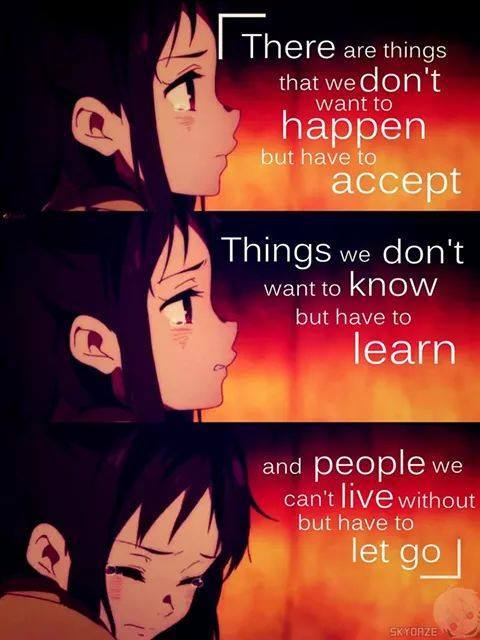 There are things
that we don't
want to
happen
but have to
accept
Things we don't
want to know
but have to
learn
and people we
can't live without
but have to
let go
SKYDAZE